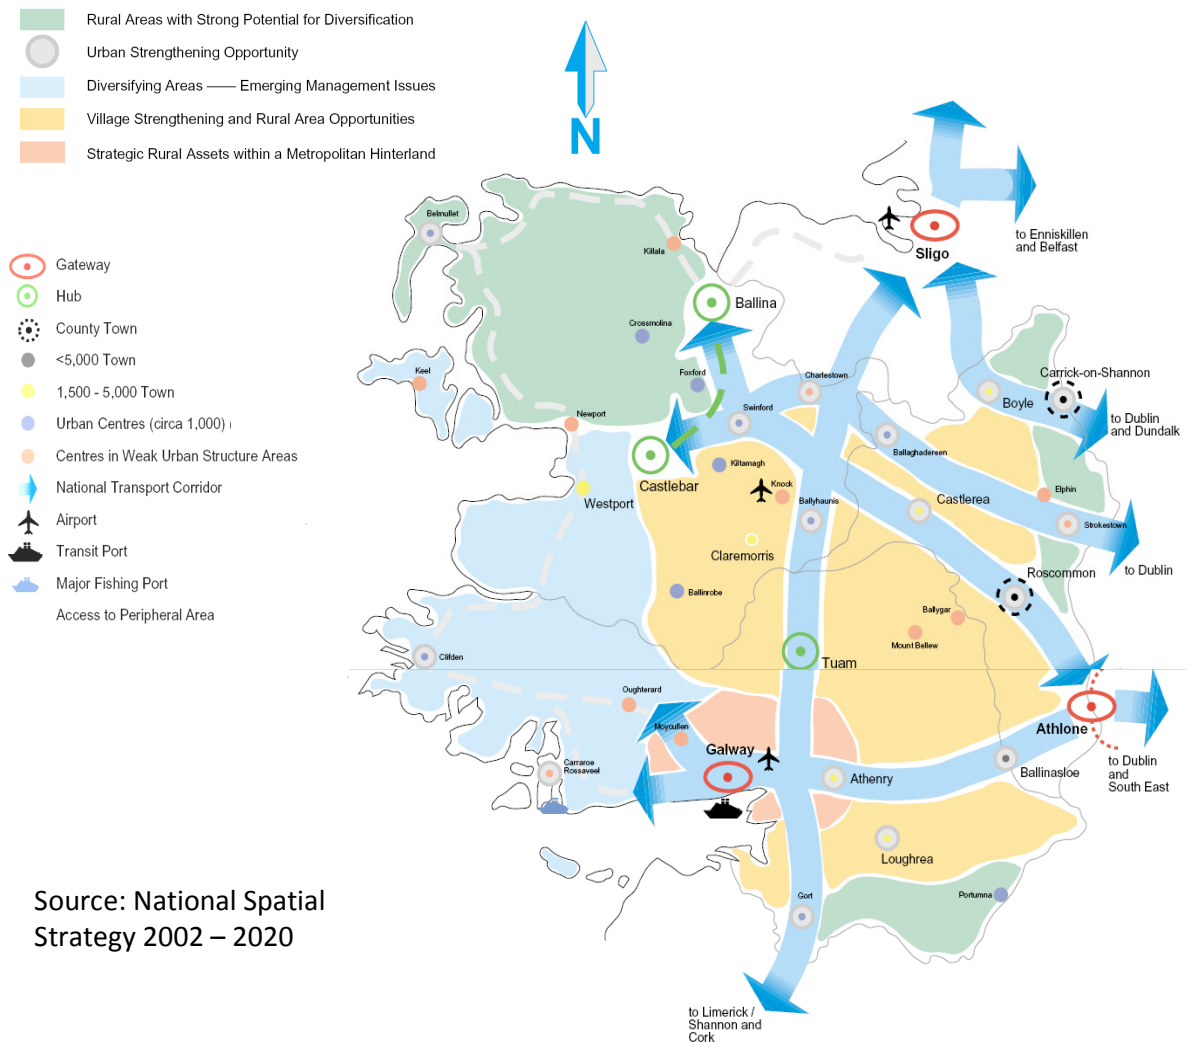 Rural Areas with Strong Potential for Diversification
Urban Strengthening Opportunity
Diversifying Areas —— Emerging Management Issues
Village Strengthening and Rural Area Opportunities
Strategic Rural Assets within a Metropolitan Hinterland
N
Gateway
Hub
County Town
<5,000 Town
1,500 - 5,000 Town
Urban Centres (circa 1,000)
Centres in Weak Urban Structure Areas
National Transport Corridor
Airport
Transit Port
Major Fishing Port
Access to Peripheral Area
Belmullet
Killala
Sligo
to Enniskillen
and Belfast
Ballina
Crossmolina
Keel
Foxford
Charlestown
Carrick-on-Shannon
Boyle
to Dublin
and Dundalk
Newport
Swinford
Ballaghadereen
Kiltamagh
Castlebar
Knock
Westport
Ballyhaunis
Castlerea
Elphin
Strokestown
Claremorris
to Dublin
Roscommon
Ballinrobe
Ballygar
Mount Bellew
Clifden
Tuam
Oughterard
Moycullen
Galway
Athlone
Carraroe
Rossaveel
Athenry
Ballinasloe
to Dublin
and
South East
Loughrea
Gort
Portumna
to Limerick /
Shannon and
Cork
Source: National Spatial
Strategy 2002 – 2020